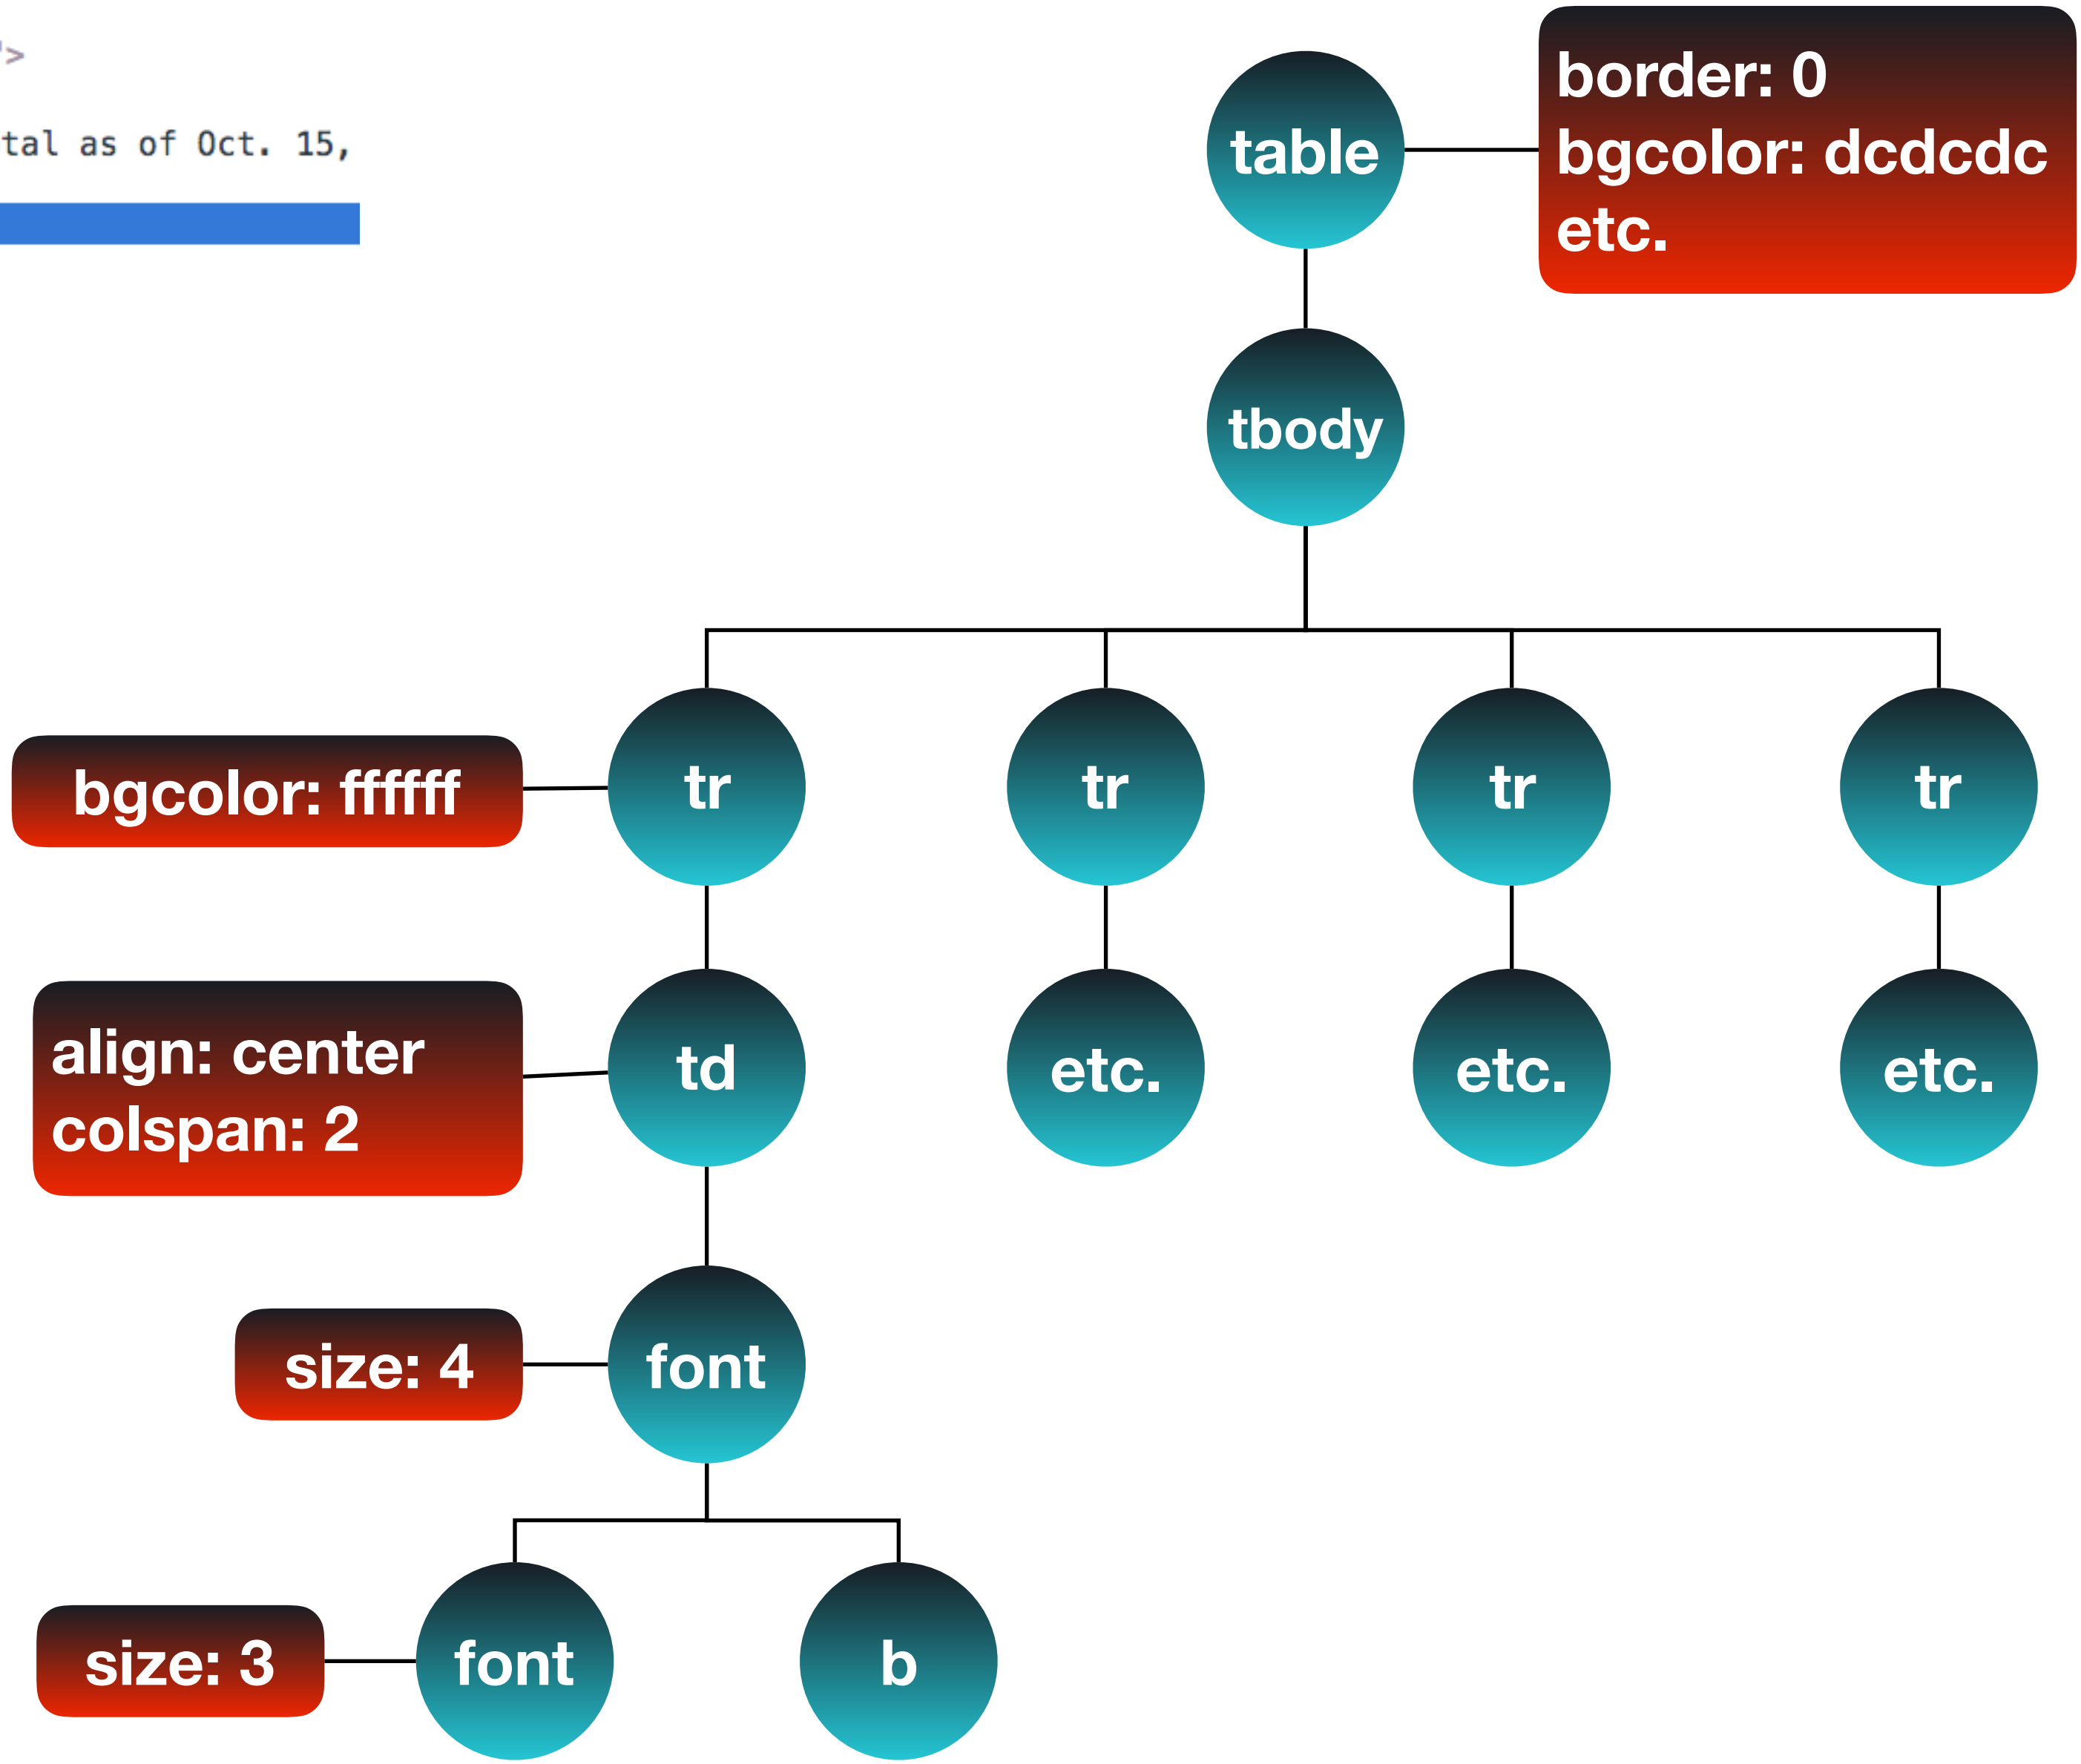 ">
tal as of Oct. 15,
table
border: 0
bgcolor: dcdcdc
etc.
tbody
bgcolor: ffffff
tr
tr
tr
tr
align: center
colspan: 2
td
etc.
etc.
etc.
size: 4
font
size: 3
font
b